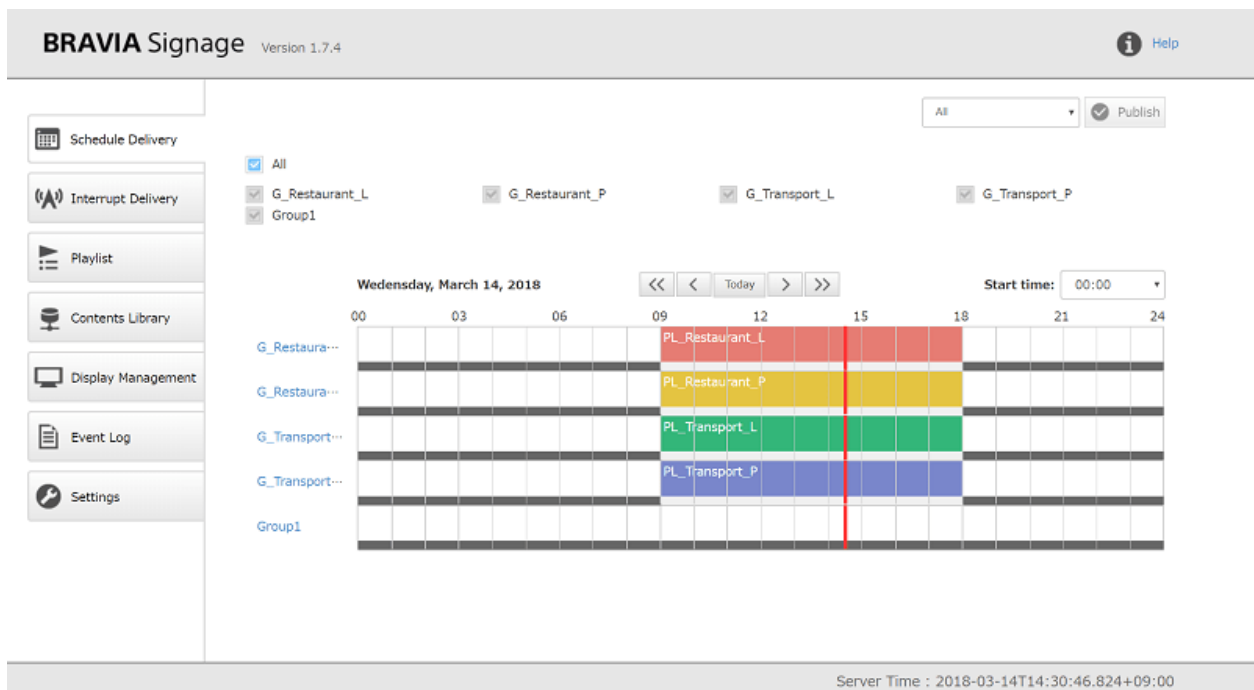 BRAVIA Signage Version 1.7.4
Help
All
Publish
Schedule Delivery
Interrupt Delivery
Playlist
Contents Library
Display Management
Event Log
Settings
All
G_Restaurant_L G_Restaurant_P G_Transport_L G_Transport_P
Group1
Wedensday, March 14, 2018
<< < Today > >>
Start time: 00:00
00 03 06 09 12 15 18 21 24
G_Restaura… PL_Restaurant_L
G_Restaura… PL_Restaurant_P
G_Transport… PL_Transport_L
G_Transport… PL_Transport_P
Group1
Server Time : 2018-03-14T14:30:46.824+09:00